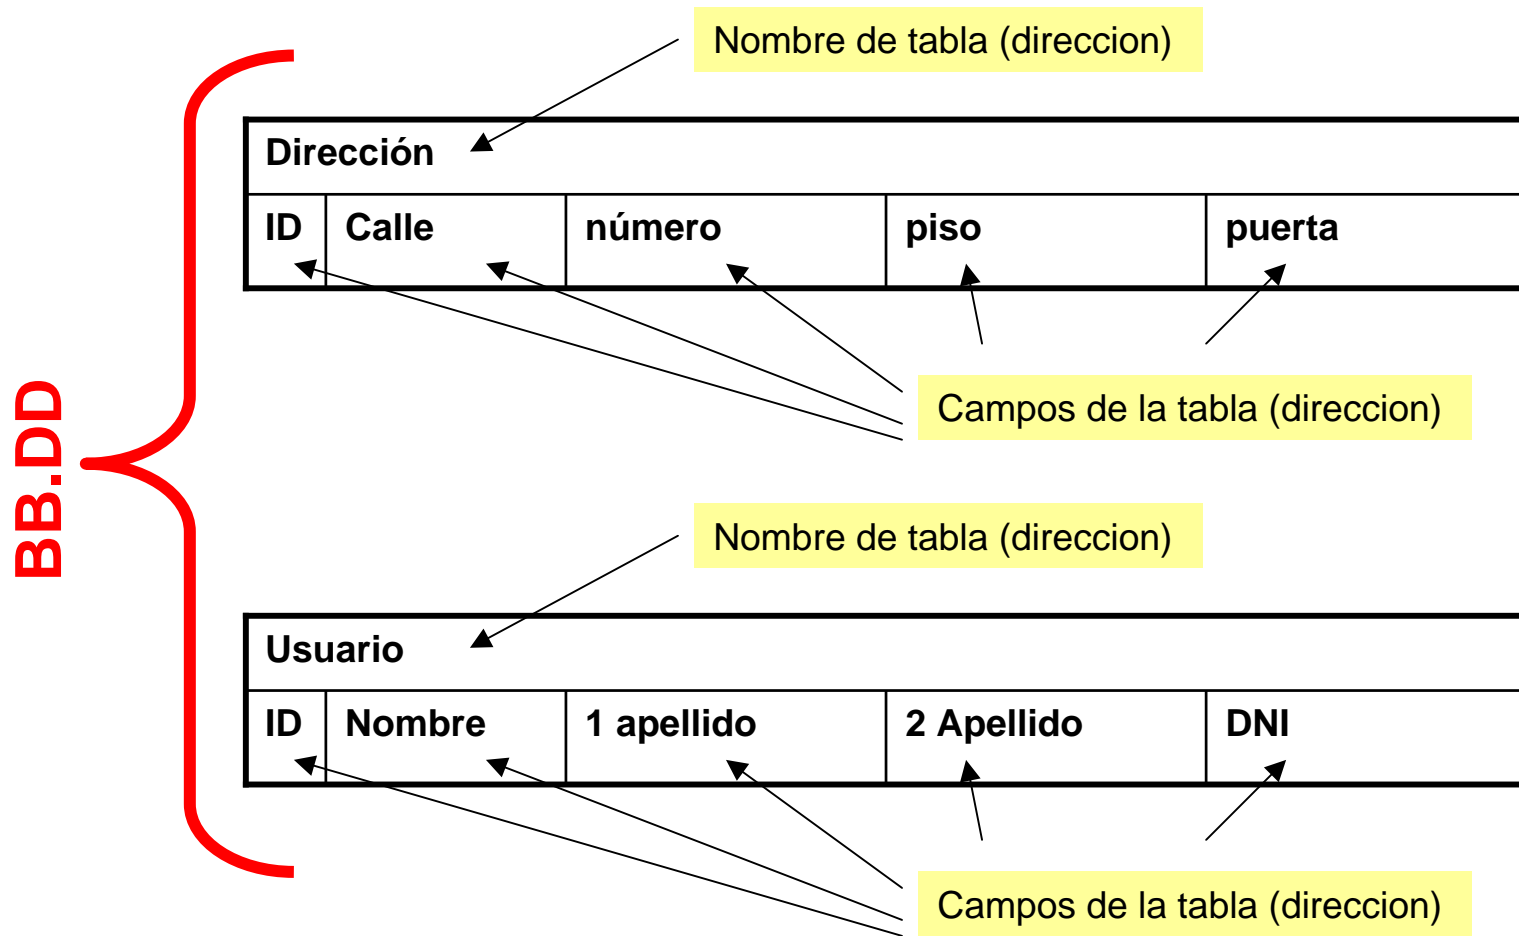 Nombre de tabla (direccion)
Dirección
ID Calle número piso puerta
Campos de la tabla (direccion)
BB.DD
Nombre de tabla (direccion)
Usuario
ID Nombre 1 apellido 2 Apellido DNI
Campos de la tabla (direccion)